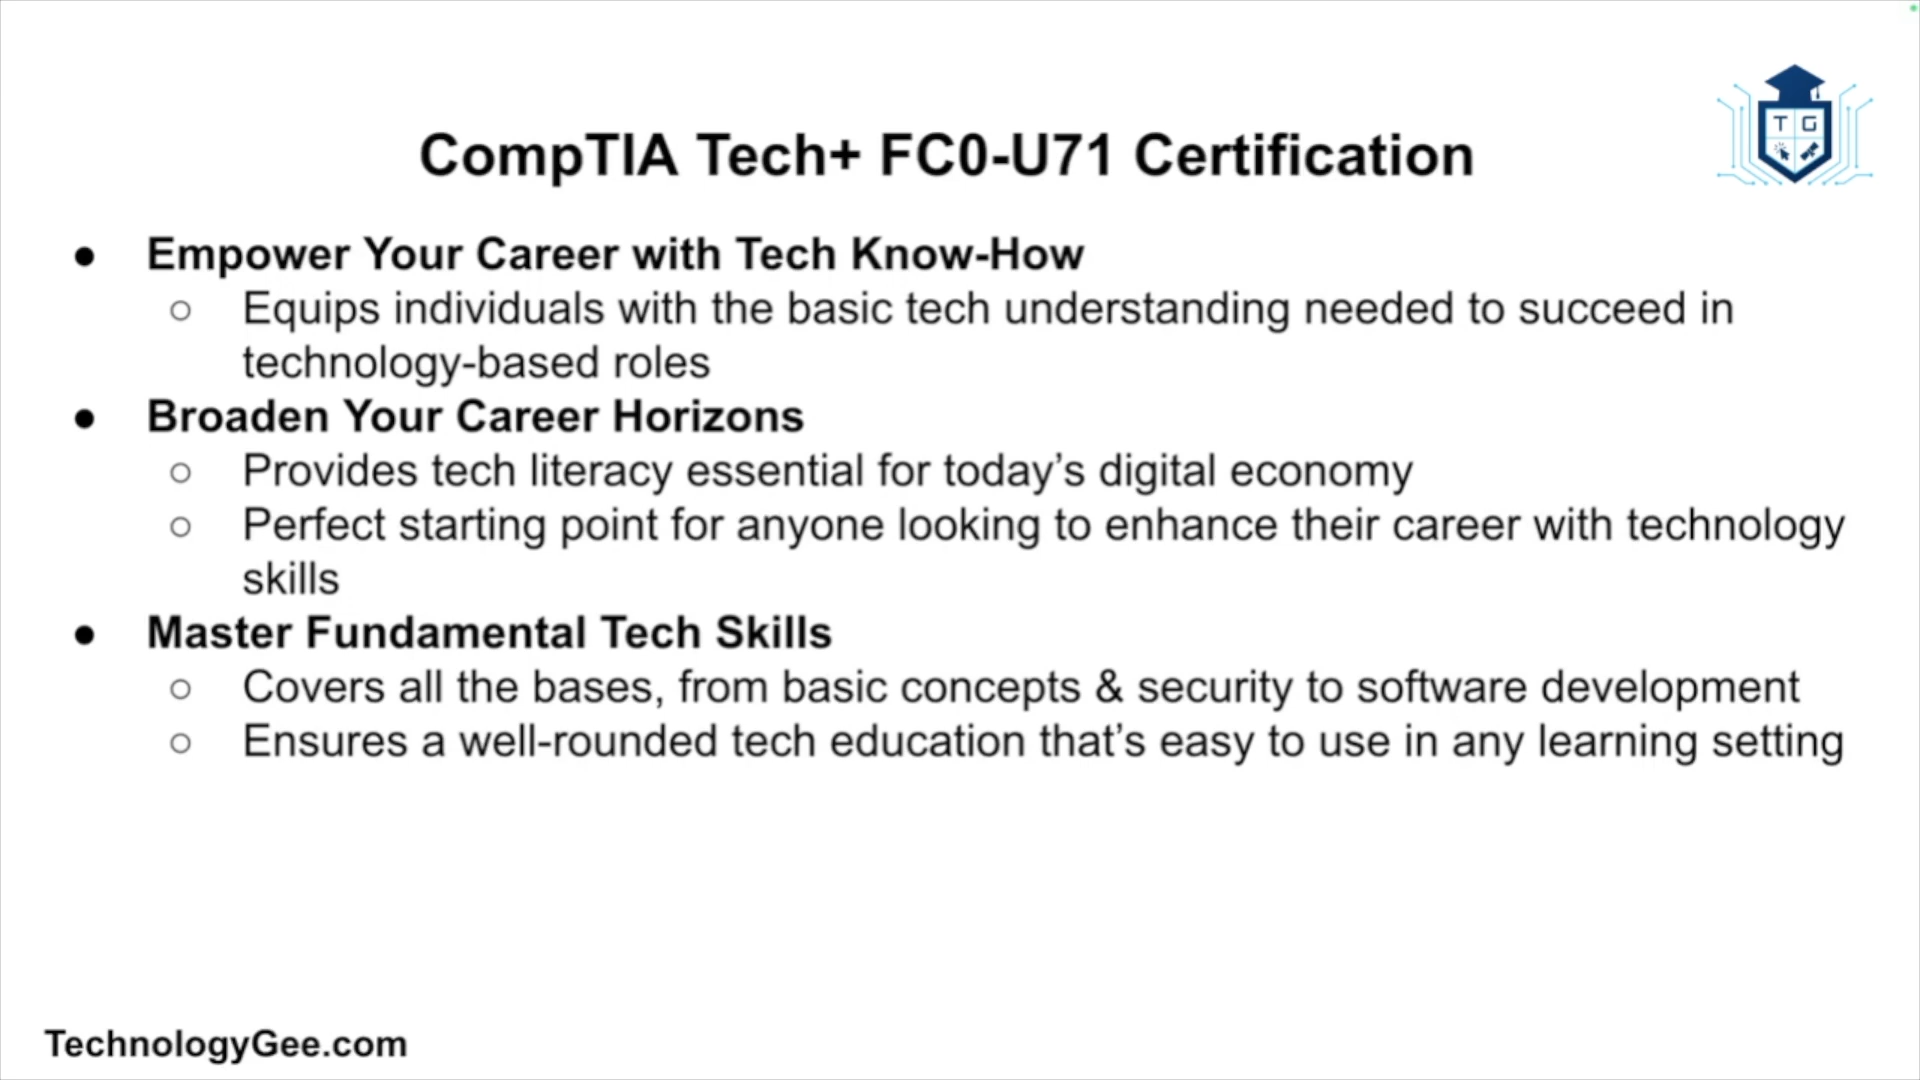 T G
CompTIA Tech+ FC0-U71 Certification
● Empower Your Career with Tech Know-How
○ Equips individuals with the basic tech understanding needed to succeed in
technology-based roles
● Broaden Your Career Horizons
○ Provides tech literacy essential for today’s digital economy
○ Perfect starting point for anyone looking to enhance their career with technology
skills
● Master Fundamental Tech Skills
○ Covers all the bases, from basic concepts & security to software development
○ Ensures a well-rounded tech education that’s easy to use in any learning setting
TechnologyGee.com